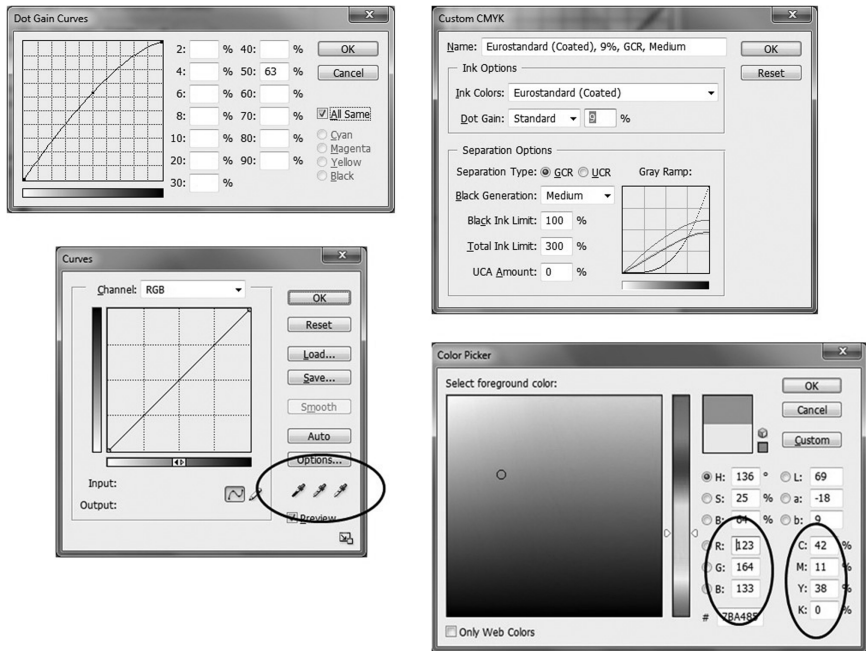 Dot Gain Curves
2: % 40: % OK
4: % 50: 63 % Cancel
6: % 60: %
8: % 70: % All Same
10: % 80: % Cyan
20: % 90: % Magenta
30: % Yellow
Black
Custom CMYK
Name: Eurostandard (Coated), 9%, GCR, Medium OK
Ink Options Reset
Ink Colors: Eurostandard (Coated)
Dot Gain: Standard 9 %
Separation Options
Separation Type: GCR UCR Gray Ramp:
Black Generation: Medium
Black Ink Limit: 100 %
Total Ink Limit: 300 %
UCA Amount: 0 %
Curves
Channel: RGB
OK
Reset
Load...
Save...
Smooth
Auto
Options...
Input:
Output:
Preview
Color Picker
Select foreground color: OK
Cancel
Custom
H: 136 ° L: 69
S: 25 % a: -18
B: 64 % b: 9
R: 123 C: 42 %
G: 164 M: 11 %
B: 133 Y: 38 %
# 7BA485 K: 0 %
Only Web Colors